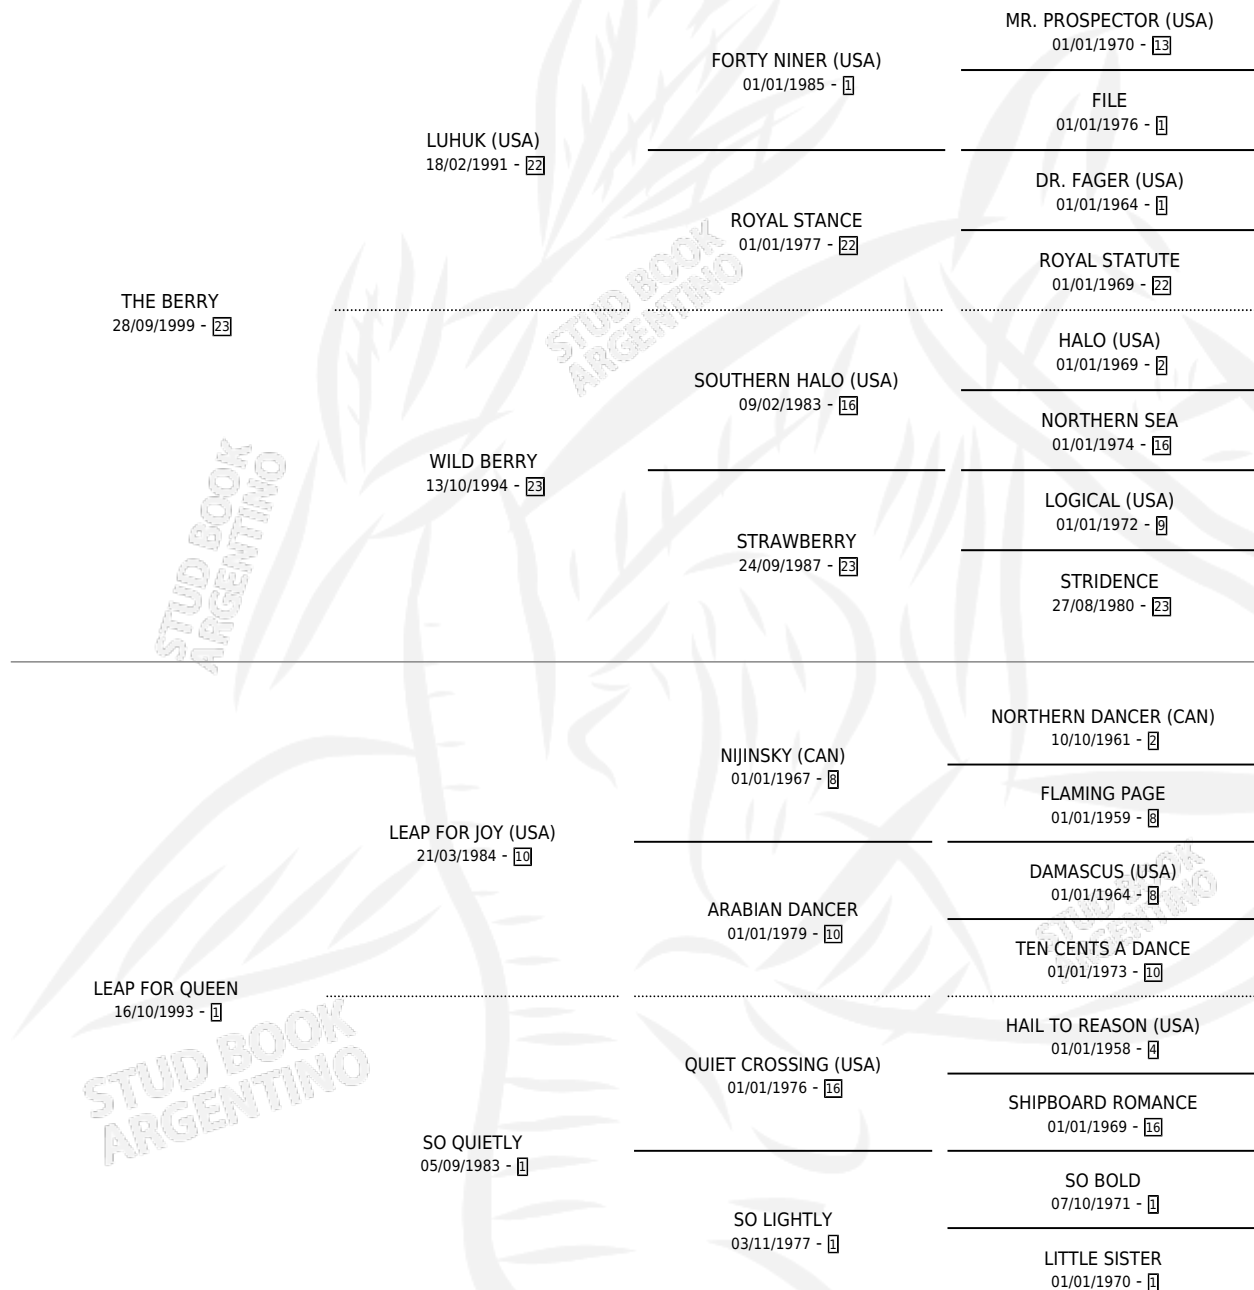 MR. PROSPECTOR (USA)
01/01/1970 - 13
FORTY NINER (USA)
01/01/1985 - 1
FILE
01/01/1976 - 1
LUHUK (USA)
18/02/1991 - 22
DR. FAGER (USA)
01/01/1964 - 1
ROYAL STANCE
01/01/1977 - 22
ROYAL STATUTE
01/01/1969 - 22
THE BERRY
28/09/1999 - 23
STUD BOOK
ARGENTINO
HALO (USA)
01/01/1969 - 2
SOUTHERN HALO (USA)
09/02/1983 - 16
NORTHERN SEA
01/01/1974 - 16
WILD BERRY
13/10/1994 - 23
LOGICAL (USA)
01/01/1972 - 9
STRAWBERRY
24/09/1987 - 23
STRIDENCE
27/08/1980 - 23
STUD BOOK
ARGENTINO
NORTHERN DANCER (CAN)
10/10/1961 - 2
NIJINSKY (CAN)
01/01/1967 - 8
FLAMING PAGE
01/01/1959 - 8
LEAP FOR JOY (USA)
21/03/1984 - 10
DAMASCUS (USA)
01/01/1964 - 8
STUD BOOK
ARGENTINO
ARABIAN DANCER
01/01/1979 - 10
TEN CENTS A DANCE
01/01/1973 - 10
LEAP FOR QUEEN
16/10/1993 - 1
STUD BOOK
ARGENTINO
HAIL TO REASON (USA)
01/01/1958 - 4
QUIET CROSSING (USA)
01/01/1976 - 16
SHIPBOARD ROMANCE
01/01/1969 - 16
SO QUIETLY
05/09/1983 - 1
SO BOLD
07/10/1971 - 1
SO LIGHTLY
03/11/1977 - 1
LITTLE SISTER
01/01/1970 - 1